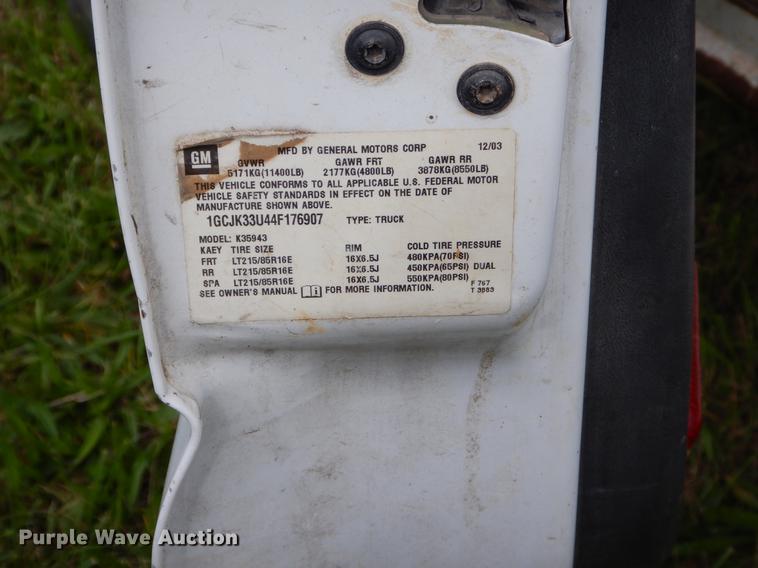 GM MFD BY GENERAL MOTORS CORP 12/03
GVWR GAWR FRT GAWR RR
5171KG(11400LB) 2177KG(4800LB) 3878KG(8550LB)
THIS VEHICLE CONFORMS TO ALL APPLICABLE U.S. FEDERAL MOTOR
VEHICLE SAFETY STANDARDS IN EFFECT ON THE DATE OF
MANUFACTURE SHOWN ABOVE.
1GCJK33U44F176907 TYPE: TRUCK
MODEL: K35943
KAEY TIRE SIZE RIM COLD TIRE PRESSURE
FRT LT215/85R16E 16X6.5J 480KPA(70PSI)
RR LT215/85R16E 16X6.5J 450KPA(65PSI) DUAL
SPA LT215/85R16E 16X6.5J 550KPA(80PSI)
SEE OWNER'S MANUAL FOR MORE INFORMATION. F 767
T 3883
Purple Wave Auction